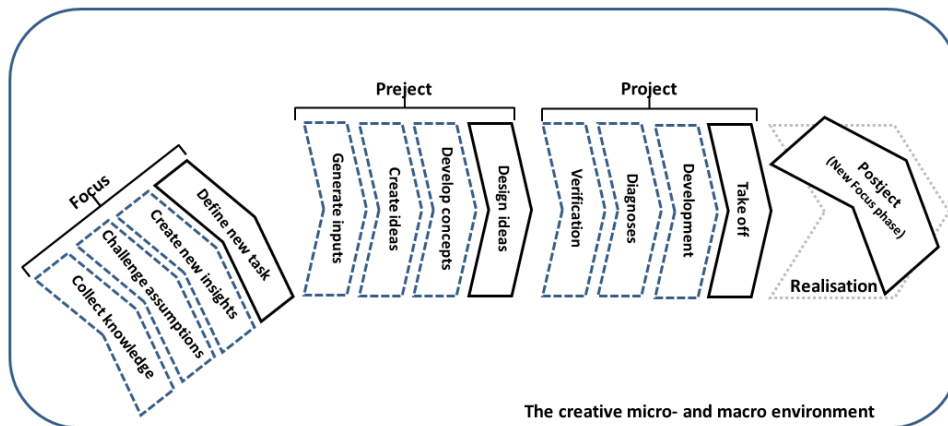 Focus
Collect knowledge
Challenge assumptions
Create new insights
Define new task
Preject
Generate inputs
Create ideas
Develop concepts
Design ideas
Project
Verification
Diagnoses
Development
Take off
Postject
(New Focus phase)
Realisation
The creative micro- and macro environment